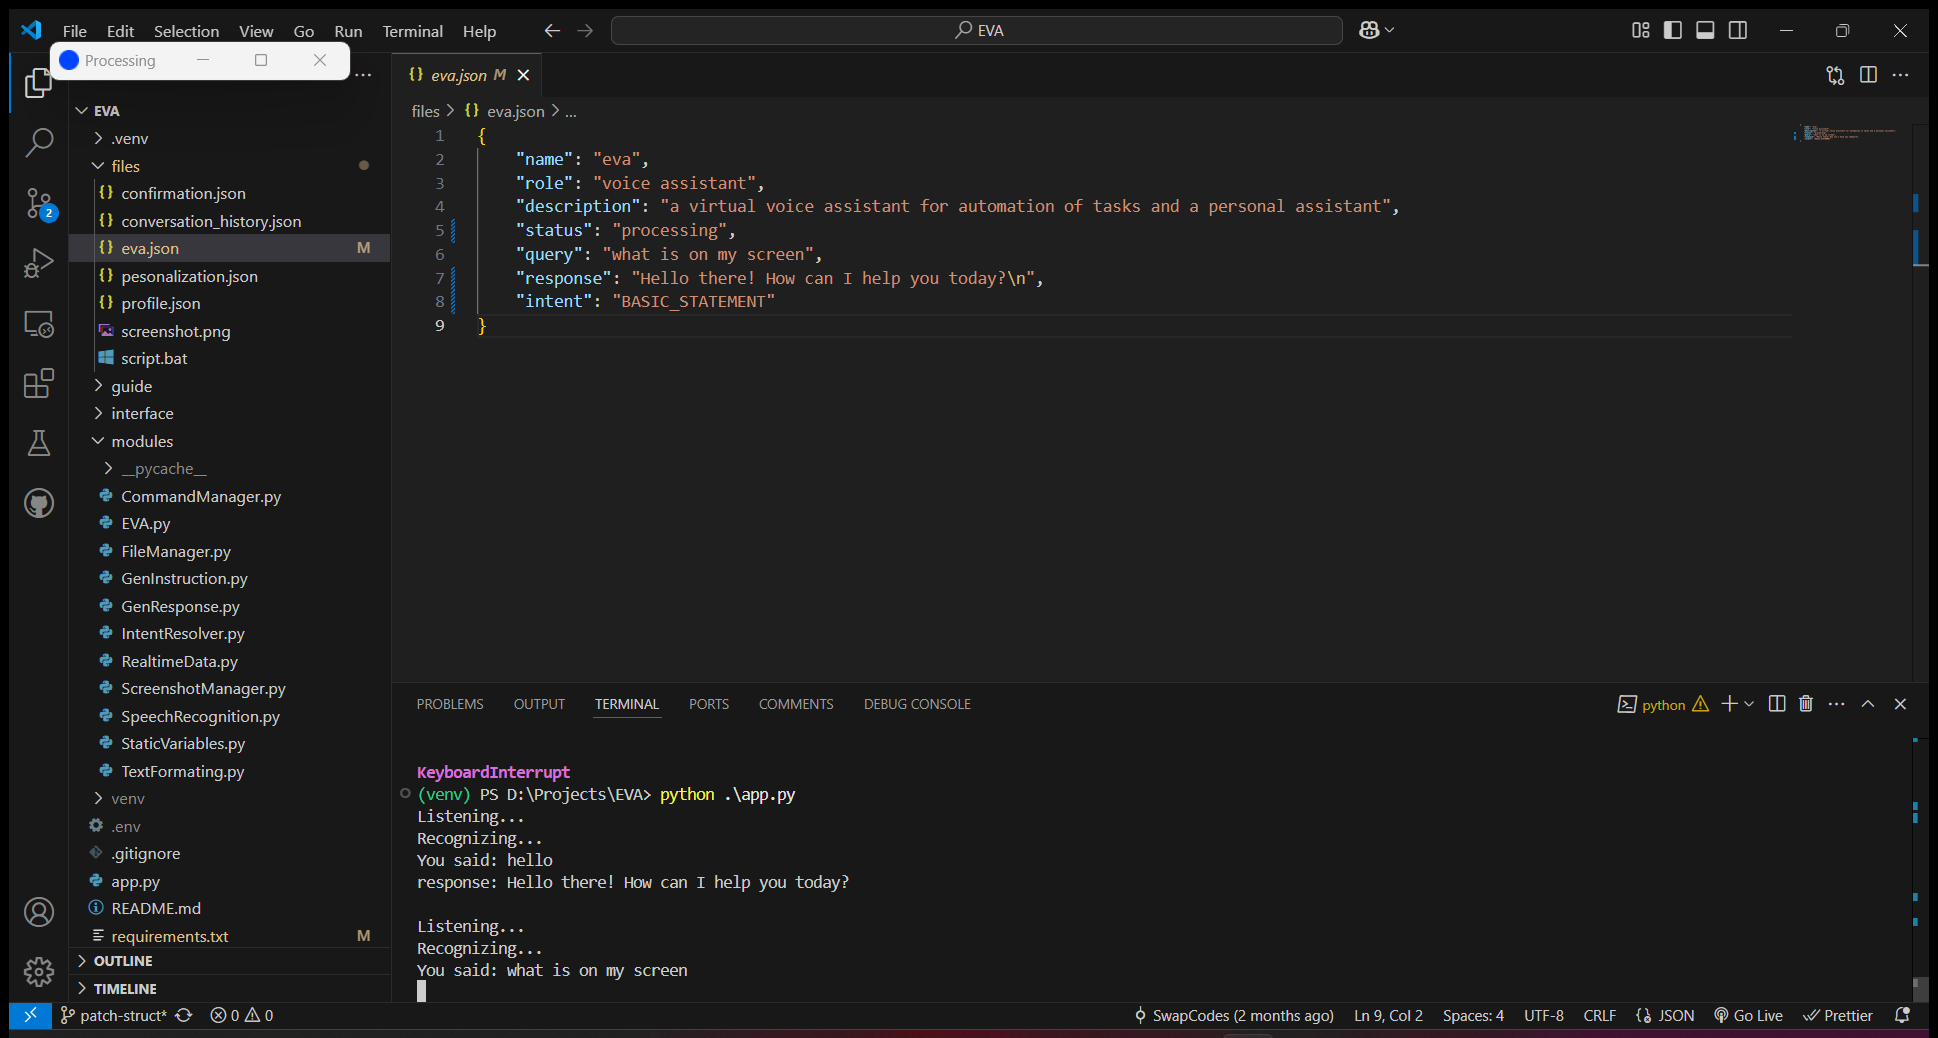 File Edit Selection View Go Run Terminal Help
EVA
Processing
EVA
.venv
files
confirmation.json
conversation_history.json
eva.json M
pesonalization.json
profile.json
screenshot.png
script.bat
guide
interface
modules
__pycache__
CommandManager.py
EVA.py
FileManager.py
GenInstruction.py
GenResponse.py
IntentResolver.py
RealtimeData.py
ScreenshotManager.py
SpeechRecognition.py
StaticVariables.py
TextFormating.py
venv
.env
.gitignore
app.py
README.md
requirements.txt M
OUTLINE
TIMELINE
2
{} eva.json M
files > {} eva.json > ...
1 {
2 "name": "eva",
3 "role": "voice assistant",
4 "description": "a virtual voice assistant for automation of tasks and a personal assistant",
5 "status": "processing",
6 "query": "what is on my screen",
7 "response": "Hello there! How can I help you today?\n",
8 "intent": "BASIC_STATEMENT"
9 }
PROBLEMS OUTPUT TERMINAL PORTS COMMENTS DEBUG CONSOLE
python
KeyboardInterrupt
(venv) PS D:\Projects\EVA> python .\app.py
Listening...
Recognizing...
You said: hello
response: Hello there! How can I help you today?
Listening...
Recognizing...
You said: what is on my screen
patch-struct* 0 0 SwapCodes (2 months ago) Ln 9, Col 2 Spaces: 4 UTF-8 CRLF {} JSON Go Live Prettier